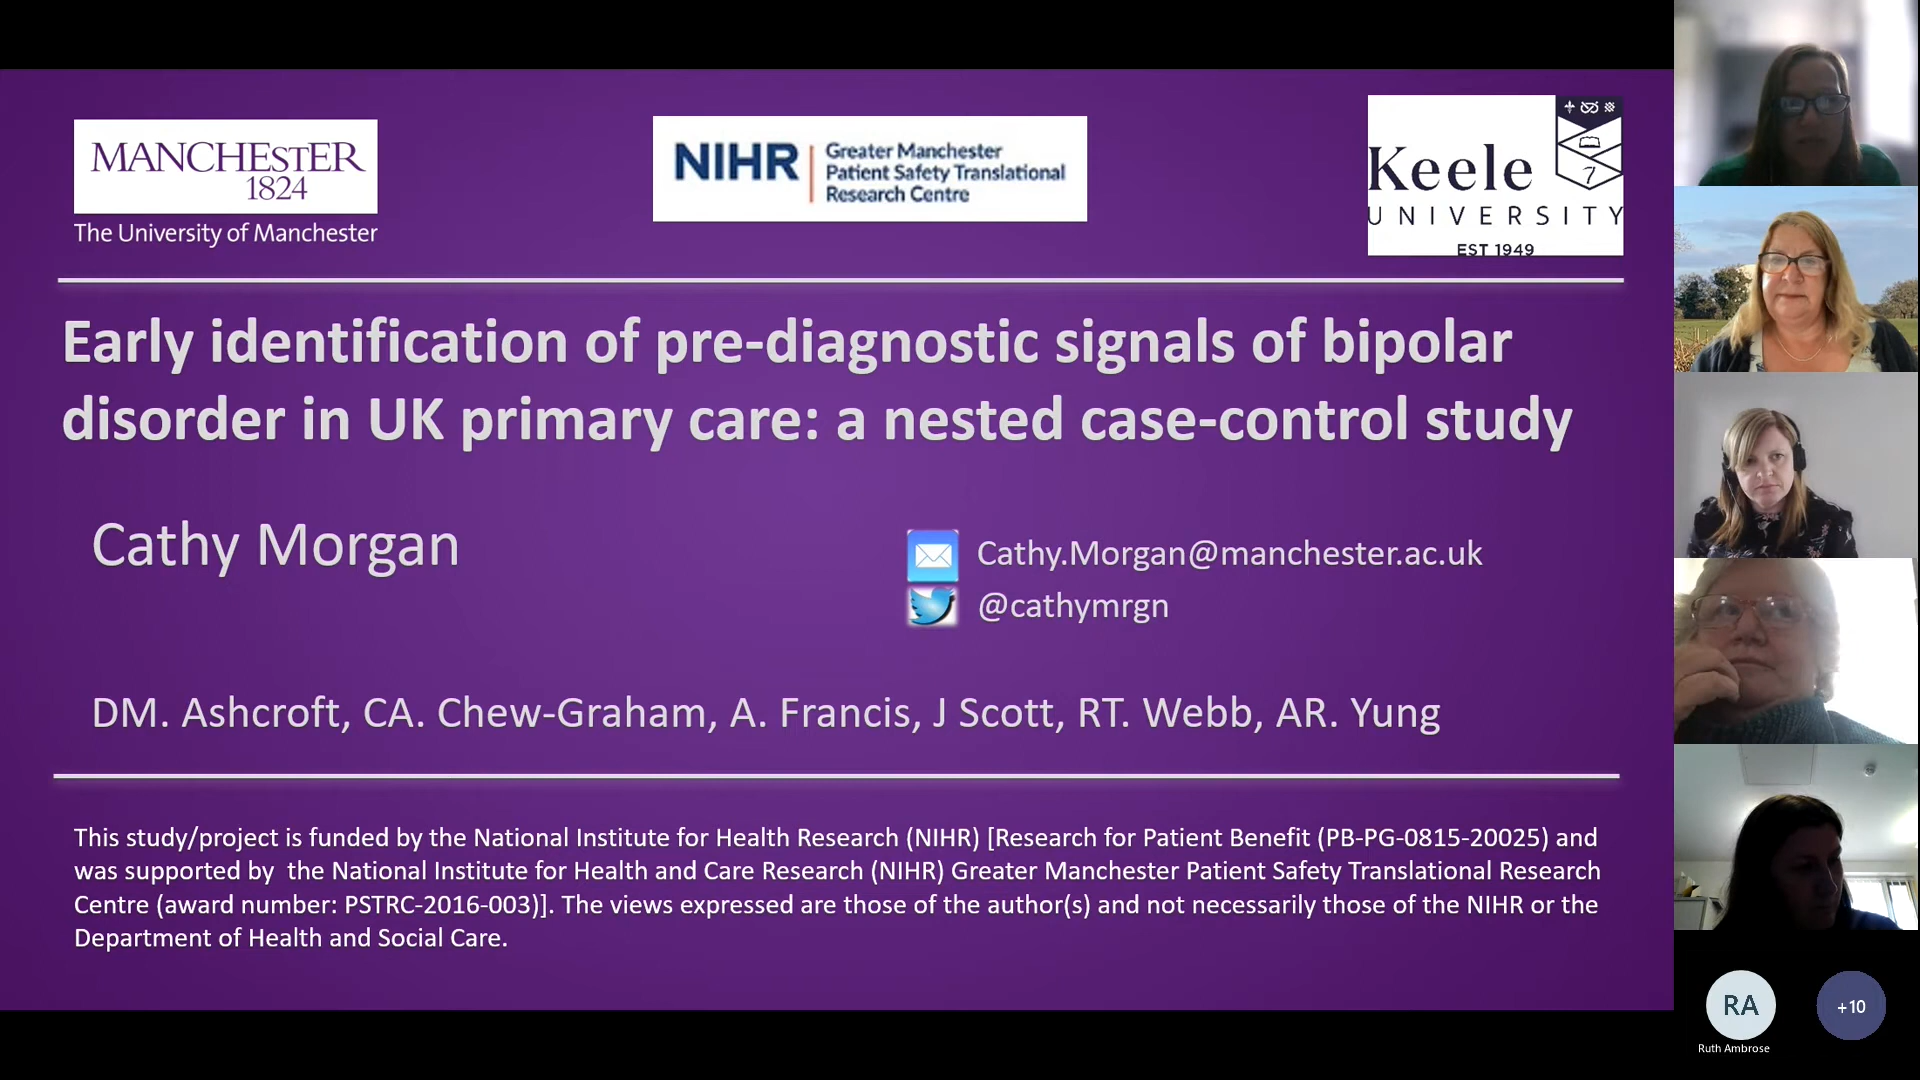 MANCHESTER
1824
The University of Manchester
NIHR
Greater Manchester
Patient Safety Translational
Research Centre
Keele
UNIVERSITY
EST 1949
Early identification of pre-diagnostic signals of bipolar
disorder in UK primary care: a nested case-control study
Cathy Morgan
Cathy.Morgan@manchester.ac.uk
@cathymrgn
DM. Ashcroft, CA. Chew-Graham, A. Francis, J Scott, RT. Webb, AR. Yung
This study/project is funded by the National Institute for Health Research (NIHR) [Research for Patient Benefit (PB-PG-0815-20025) and
was supported by  the National Institute for Health and Care Research (NIHR) Greater Manchester Patient Safety Translational Research
Centre (award number: PSTRC-2016-003)]. The views expressed are those of the author(s) and not necessarily those of the NIHR or the
Department of Health and Social Care.
RA
Ruth Ambrose
+10